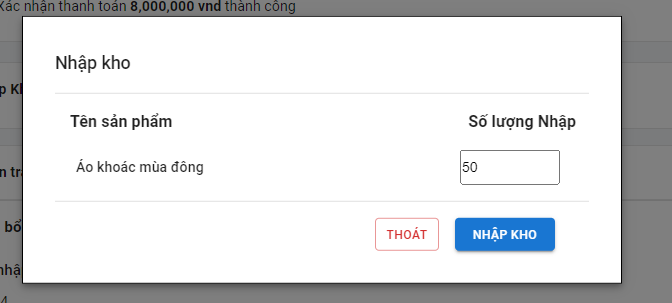 Xác nhận thanh toán 8,000,000 vnđ thành công
Nhập kho
Tên sản phẩm Số lượng Nhập
Áo khoác mùa đông 50
THOÁT NHẬP KHO